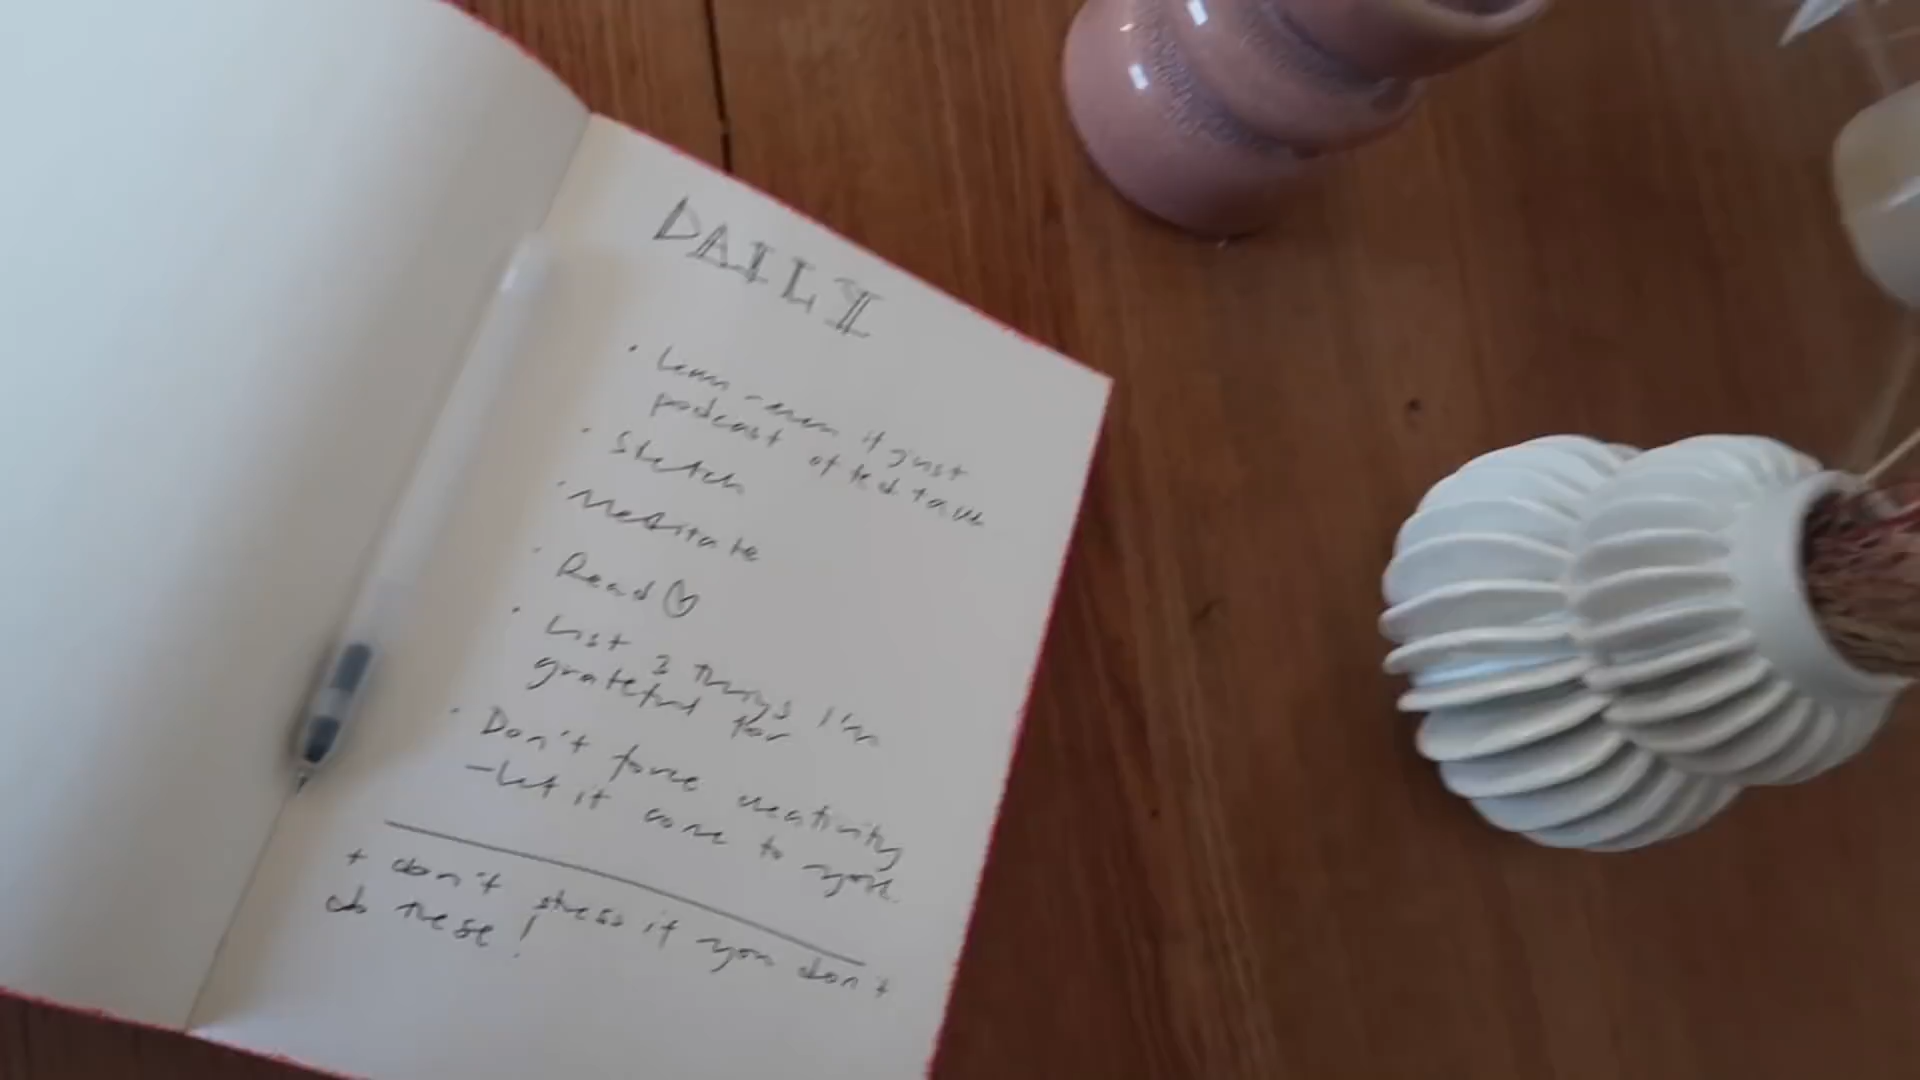 DAILY
· Learn - even if just
podcast or ted talk
· Sketch
· Meditate
· Read
· List 3 things I'm
grateful for
· Don't force creativity
- let it come to you.
+ don't stress if you don't
do these!